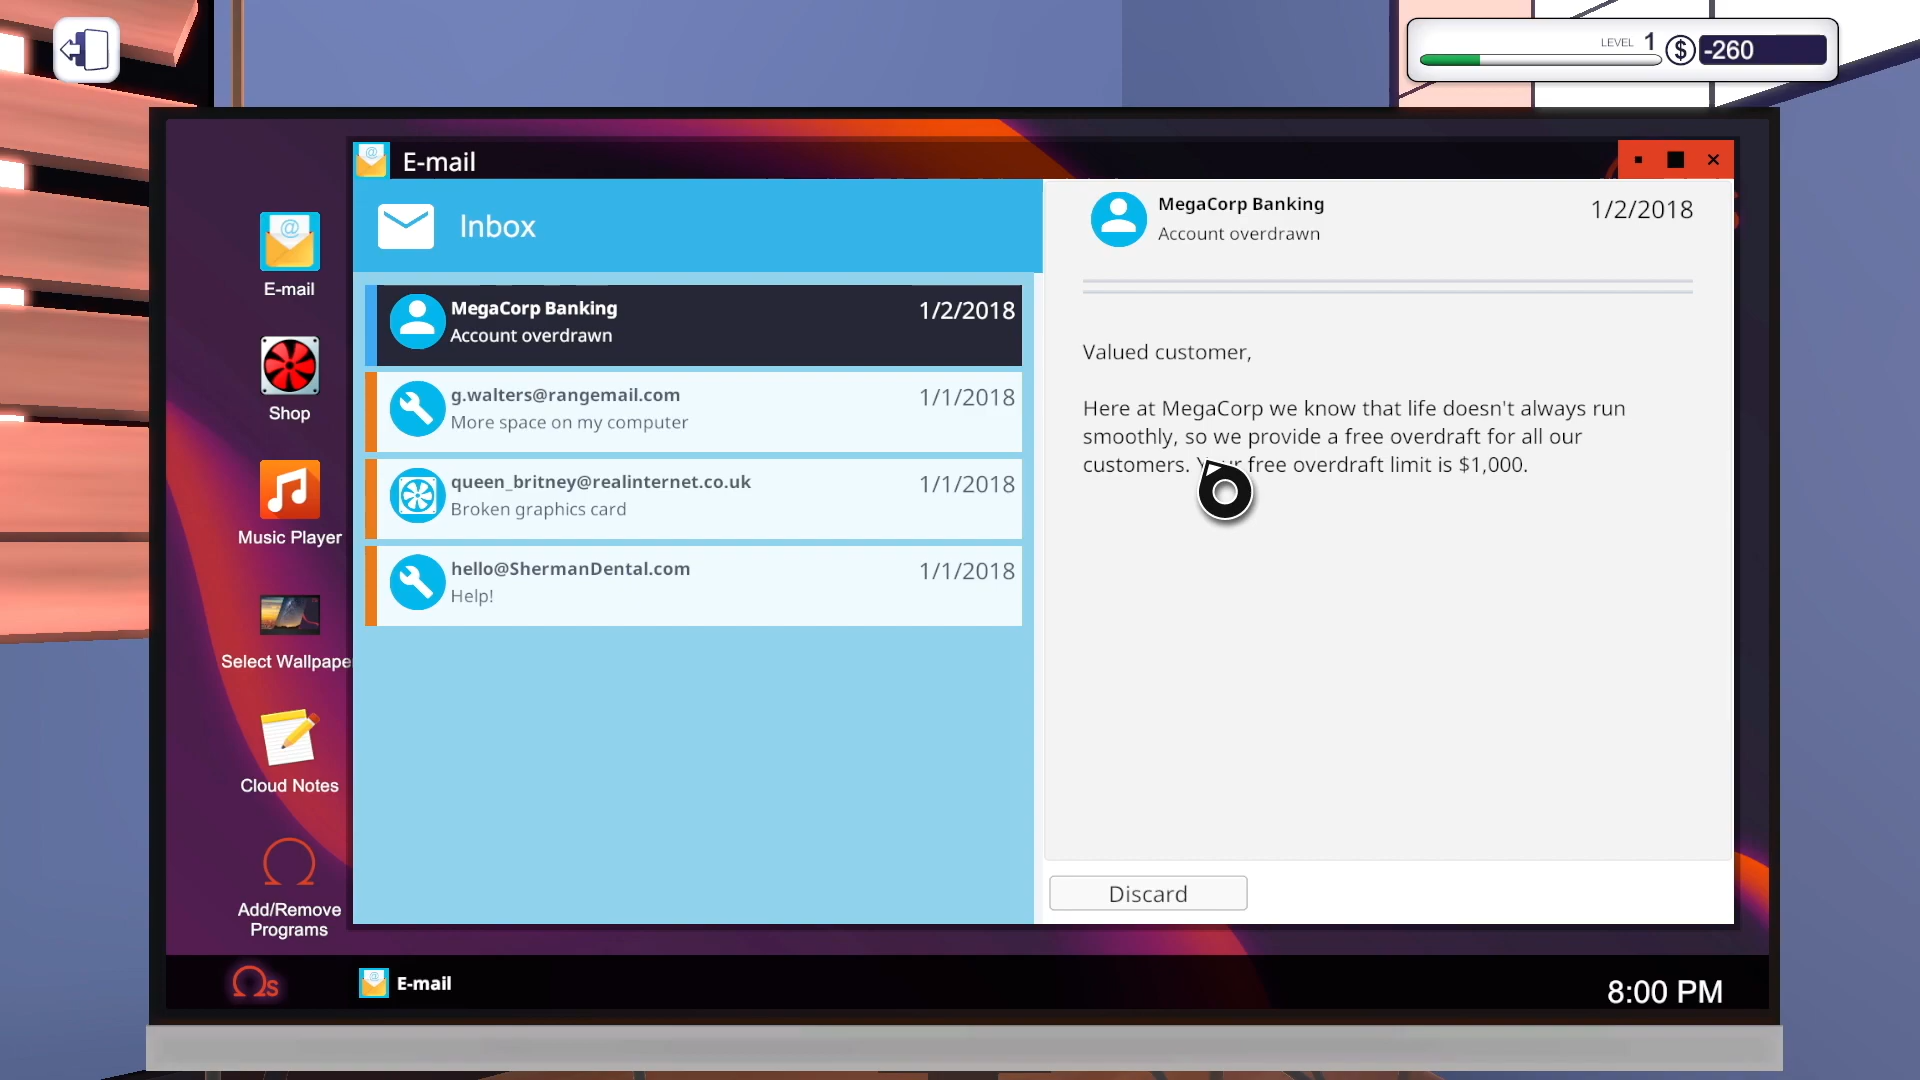 LEVEL 1 $ -260
E-mail
Inbox
MegaCorp Banking 1/2/2018
Account overdrawn
g.walters@rangemail.com 1/1/2018
More space on my computer
queen_britney@realinternet.co.uk 1/1/2018
Broken graphics card
hello@ShermanDental.com 1/1/2018
Help!
MegaCorp Banking 1/2/2018
Account overdrawn
Valued customer,
Here at MegaCorp we know that life doesn't always run
smoothly, so we provide a free overdraft for all our
customers. Your free overdraft limit is $1,000.
Discard
E-mail
Shop
Music Player
Select Wallpape
Cloud Notes
Add/Remove
Programs
Ωs
E-mail
8:00 PM